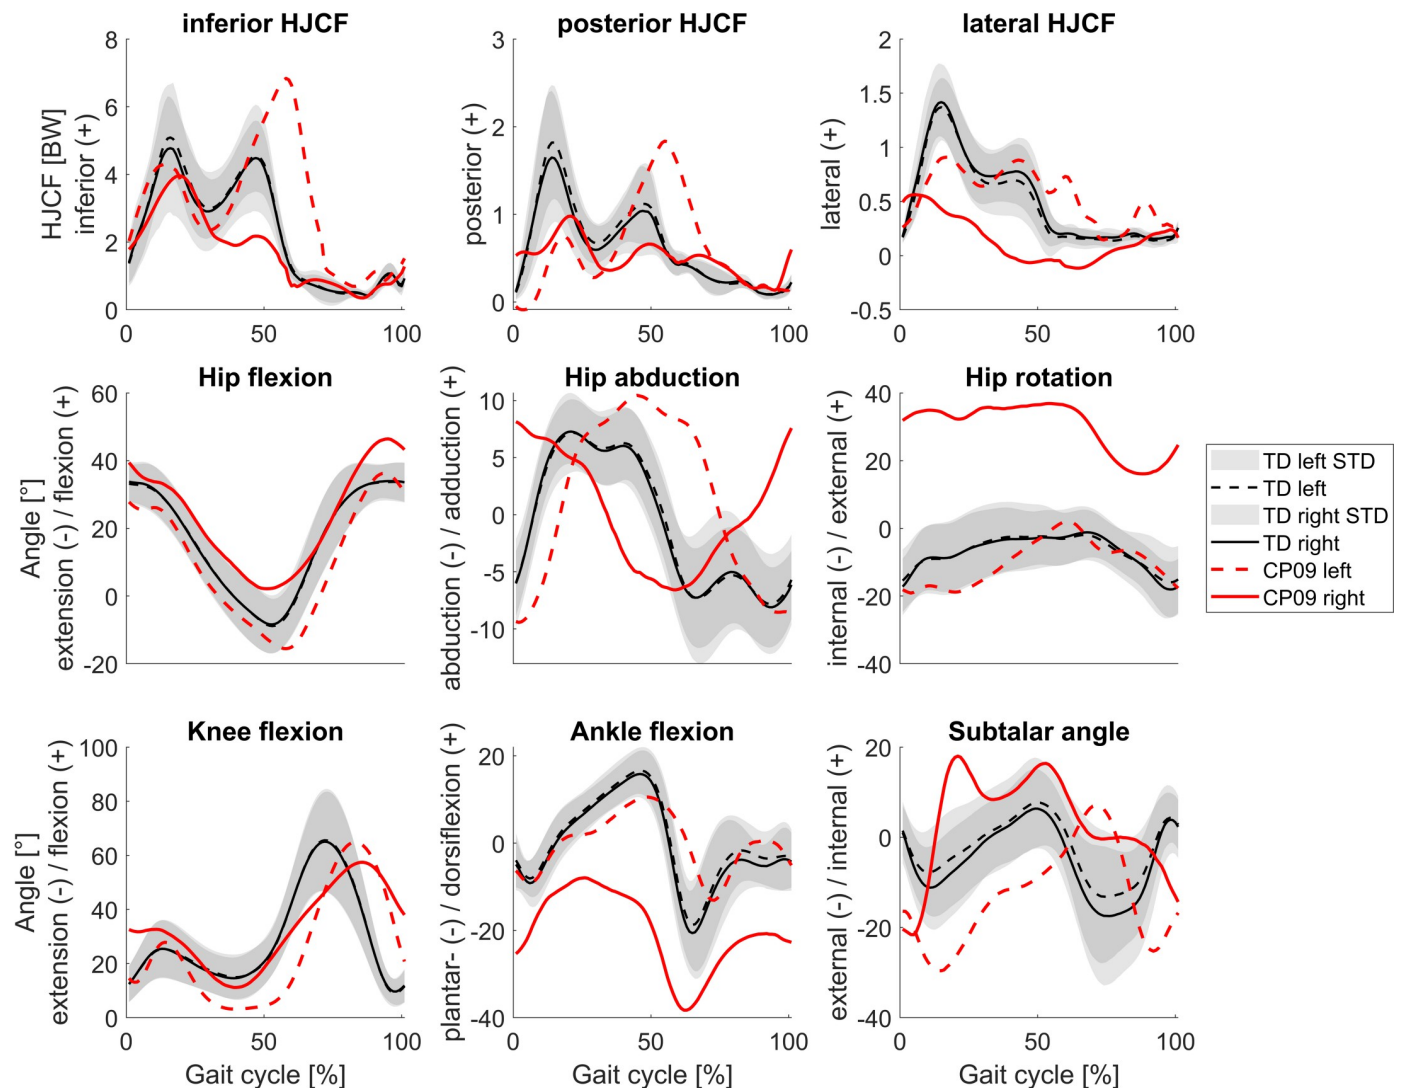 inferior HJCF
posterior HJCF
lateral HJCF
HJCF [BW]
inferior (+)
8
6
4
2
0
0
50
100
posterior (+)
3
2
1
0
0
50
100
lateral (+)
2
1.5
1
0.5
0
-0.5
0
50
100
Hip flexion
Hip abduction
Hip rotation
Angle [°]
extension (-) / flexion (+)
60
40
20
0
-20
abduction (-) / adduction (+)
10
5
0
-5
-10
internal (-) / external (+)
40
20
0
-20
-40
TD left STD
TD left
TD right STD
TD right
CP09 left
CP09 right
Knee flexion
Ankle flexion
Subtalar angle
Angle [°]
extension (-) / flexion (+)
100
80
60
40
20
0
0
50
100
Gait cycle [%]
plantar- (-) / dorsiflexion (+)
20
0
-20
-40
0
50
100
Gait cycle [%]
external (-) / internal (+)
20
0
-20
-40
0
50
100
Gait cycle [%]